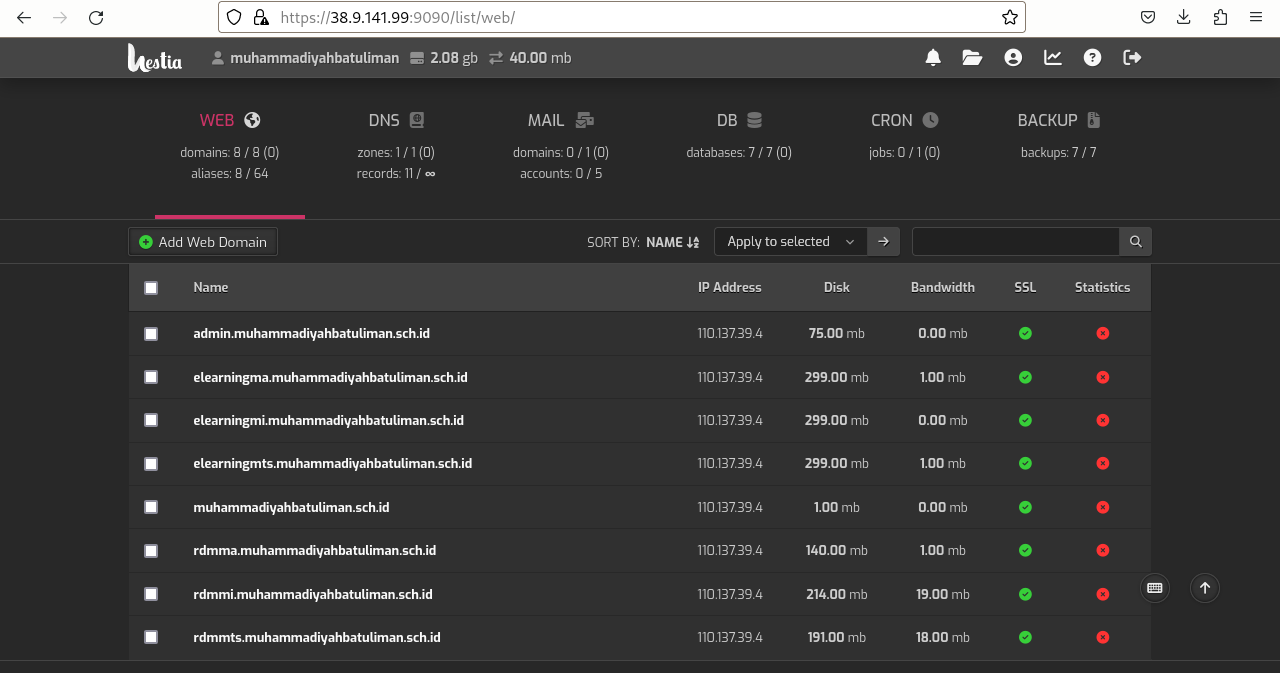 https://38.9.141.99:9090/list/web/
hestia muhammadiyahbatuliman 2.08 gb 40.00 mb
WEB DNS MAIL DB CRON BACKUP
domains: 8 / 8 (0) zones: 1 / 1 (0) domains: 0 / 1 (0) databases: 7 / 7 (0) jobs: 0 / 1 (0) backups: 7 / 7
aliases: 8 / 64 records: 11 / ∞ accounts: 0 / 5
Add Web Domain SORT BY: NAME Apply to selected
Name IP Address Disk Bandwidth SSL Statistics
admin.muhammadiyahbatuliman.sch.id 110.137.39.4 75.00 mb 0.00 mb
elearningma.muhammadiyahbatuliman.sch.id 110.137.39.4 299.00 mb 1.00 mb
elearningmi.muhammadiyahbatuliman.sch.id 110.137.39.4 299.00 mb 0.00 mb
elearningmts.muhammadiyahbatuliman.sch.id 110.137.39.4 299.00 mb 1.00 mb
muhammadiyahbatuliman.sch.id 110.137.39.4 1.00 mb 0.00 mb
rdmma.muhammadiyahbatuliman.sch.id 110.137.39.4 140.00 mb 1.00 mb
rdmmi.muhammadiyahbatuliman.sch.id 110.137.39.4 214.00 mb 19.00 mb
rdmmts.muhammadiyahbatuliman.sch.id 110.137.39.4 191.00 mb 18.00 mb